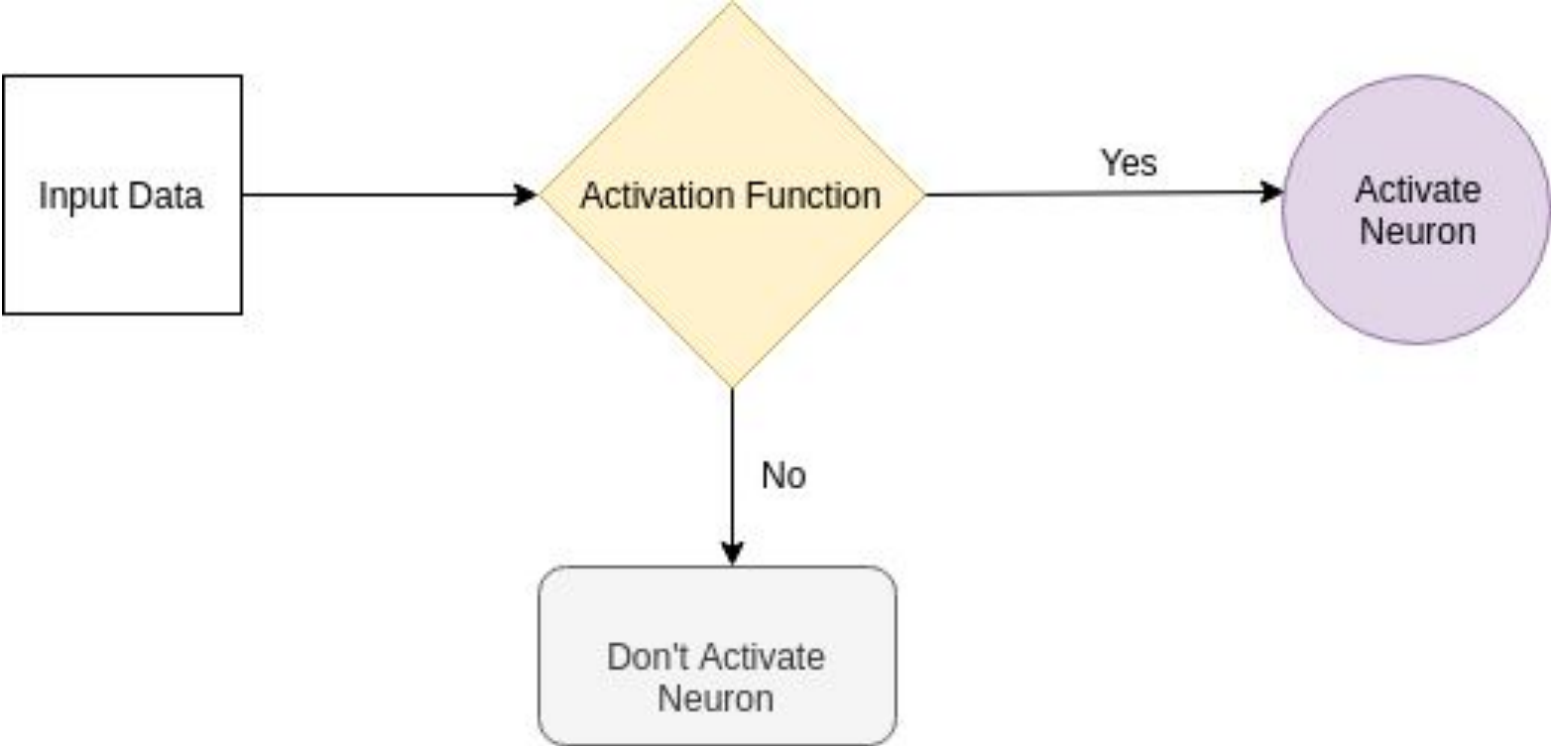 Input Data
Activation Function
Yes
Activate
Neuron
No
Don't Activate
Neuron